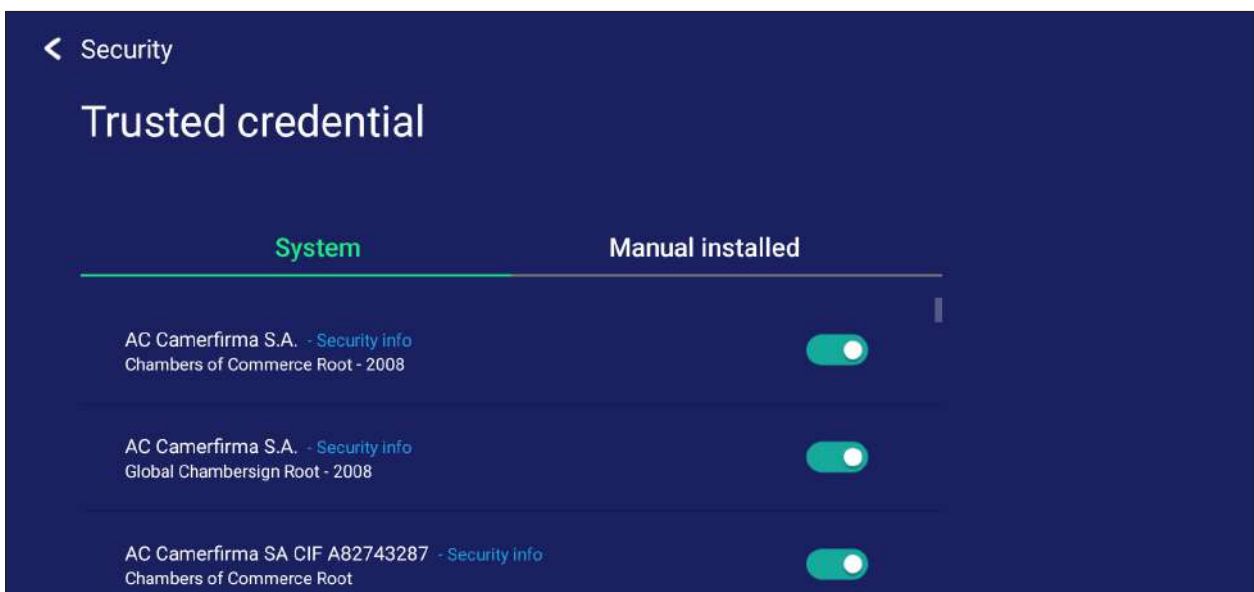 Security
Trusted credential
System Manual installed
AC Camerfirma S.A. - Security info
Chambers of Commerce Root - 2008
AC Camerfirma S.A. - Security info
Global Chambersign Root - 2008
AC Camerfirma SA CIF A82743287 - Security info
Chambers of Commerce Root